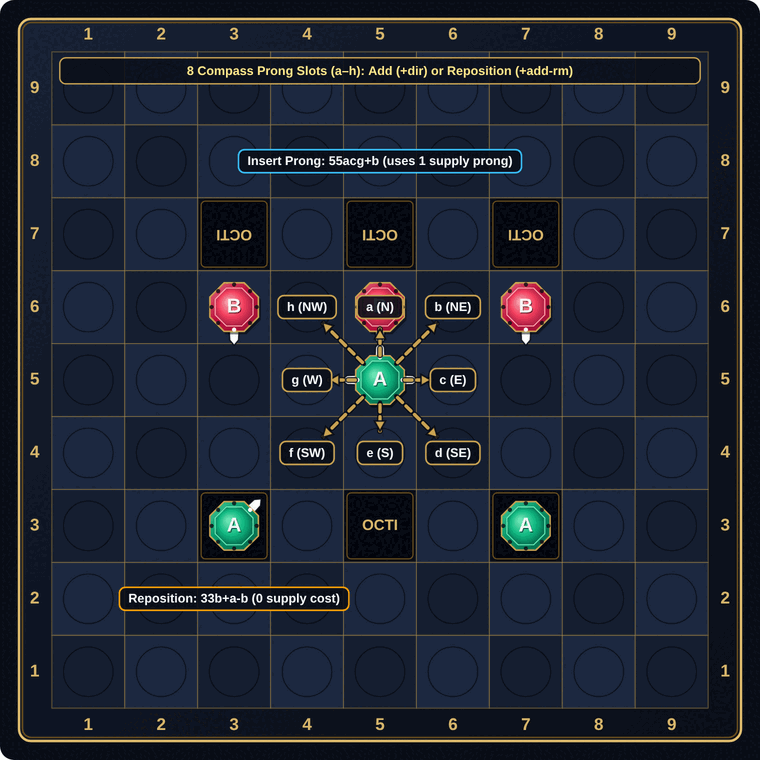 1 2 3 4 5 6 7 8 9
8 Compass Prong Slots (a–h): Add (+dir) or Reposition (+add-rm)
9 9
8 Insert Prong: 55acg+b (uses 1 supply prong) 8
7 OCTI OCTI OCTI 7
6 B h (NW) a (N) b (NE) B 6
5 g (W) A c (E) 5
4 f (SW) e (S) d (SE) 4
3 A OCTI A 3
2 Reposition: 33b+a-b (0 supply cost) 2
1 1
1 2 3 4 5 6 7 8 9